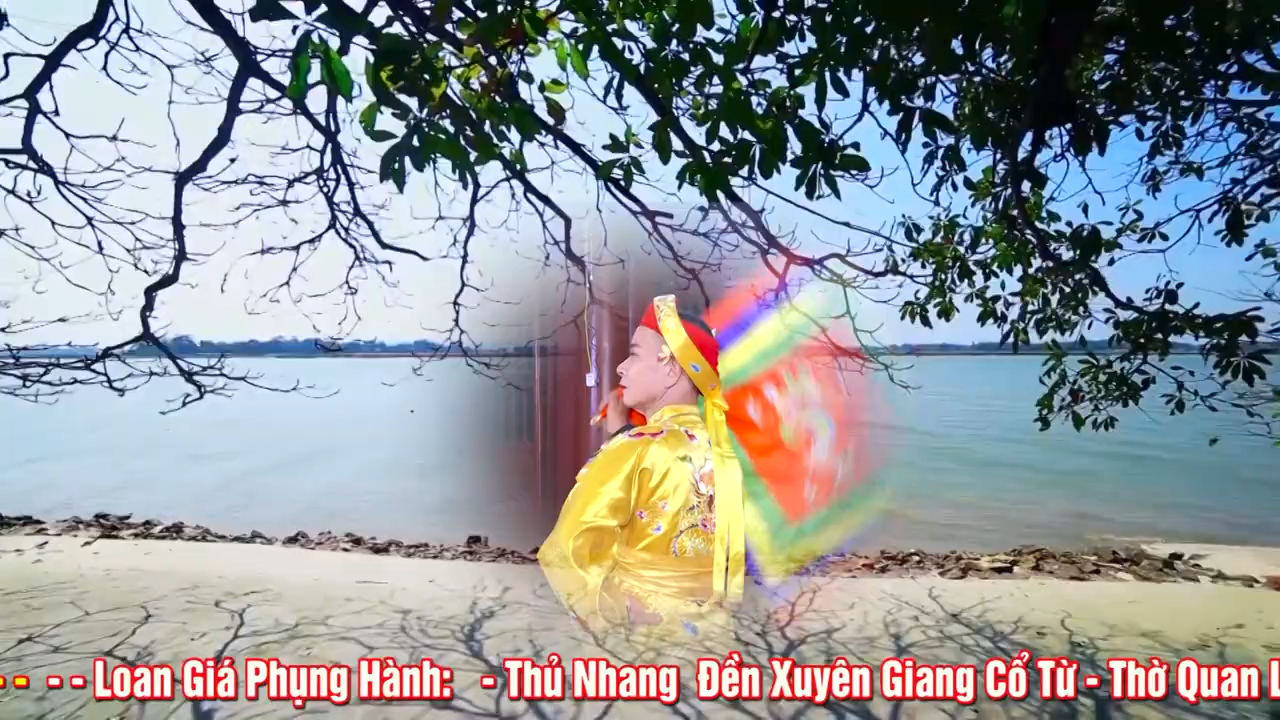 - - - - Loan Giá Phụng Hành: - Thủ Nhang Đền Xuyên Giang Cổ Từ - Thờ Quan